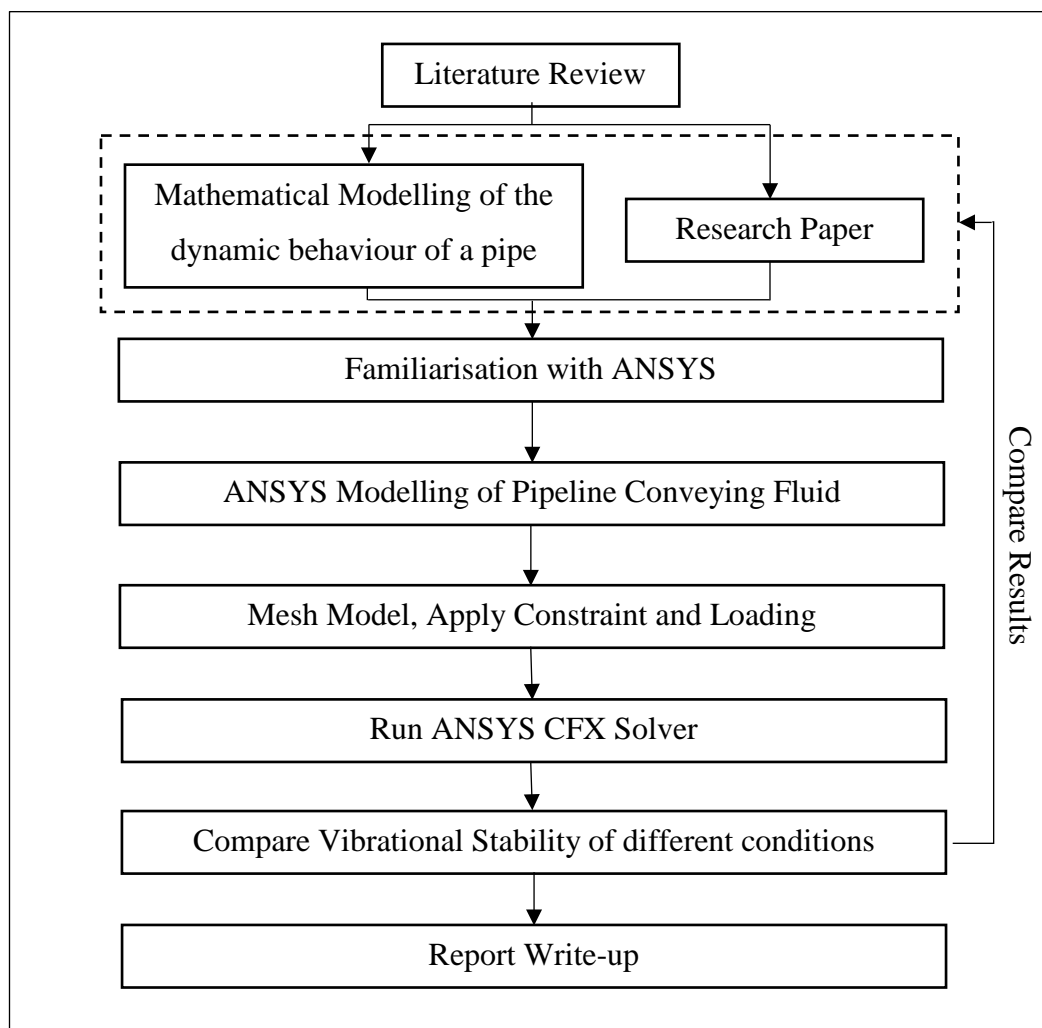 Literature Review
Mathematical Modelling of the
dynamic behaviour of a pipe
Research Paper
Familiarisation with ANSYS
ANSYS Modelling of Pipeline Conveying Fluid
Mesh Model, Apply Constraint and Loading
Run ANSYS CFX Solver
Compare Vibrational Stability of different conditions
Report Write-up
Compare Results